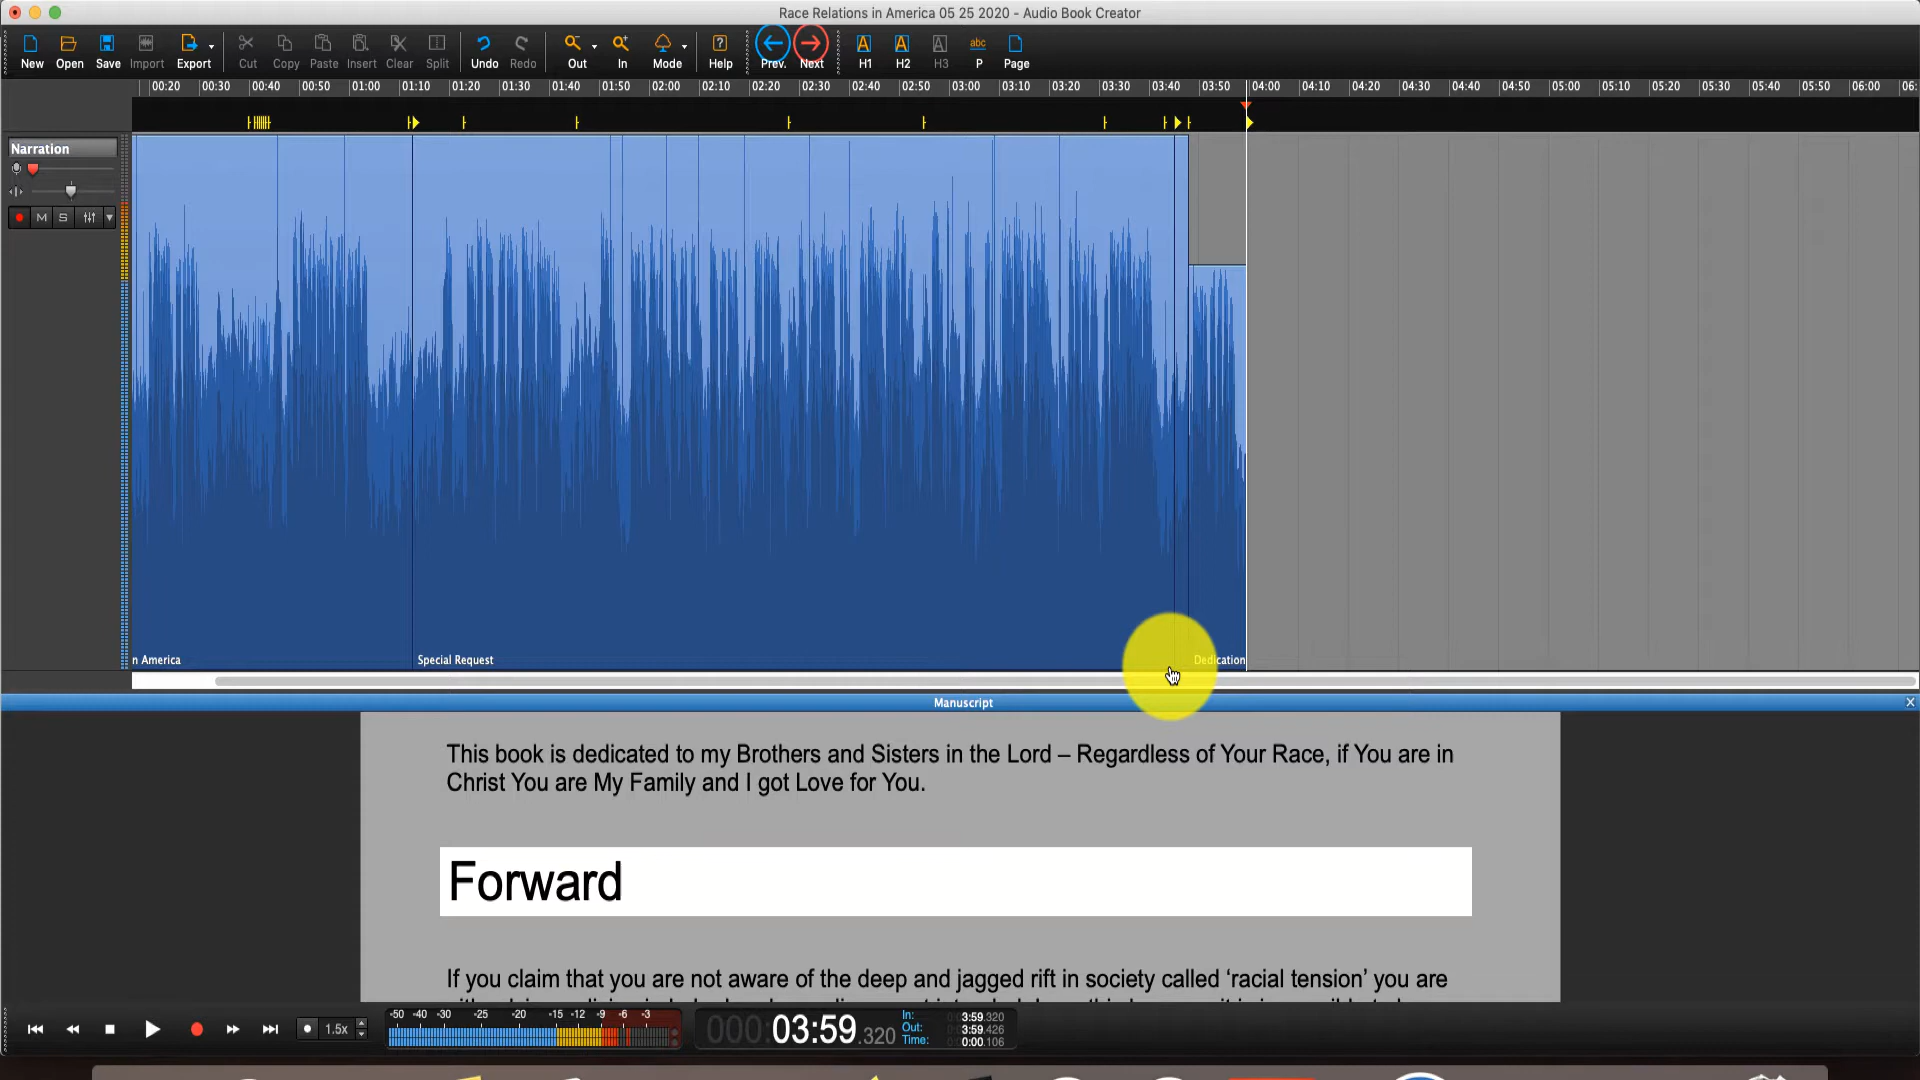 Race Relations in America 05 25 2020 - Audio Book Creator
New Open Save Import Export Cut Copy Paste Insert Clear Split Undo Redo Out In Mode Help Prev. Next H1 H2 H3 P Page
00:20 00:30 00:40 00:50 01:00 01:10 01:20 01:30 01:40 01:50 02:00 02:10 02:20 02:30 02:40 02:50 03:00 03:10 03:20 03:30 03:40 03:50 04:00 04:10 04:20 04:30 04:40 04:50 05:00 05:10 05:20 05:30 05:40 05:50 06:00 06:
Narration
M S
n America Special Request Dedication
Manuscript
This book is dedicated to my Brothers and Sisters in the Lord – Regardless of Your Race, if You are in
Christ You are My Family and I got Love for You.
Forward
If you claim that you are not aware of the deep and jagged rift in society called ‘racial tension’ you are
1.5x
-50 -40 -30 -25 -20 -15 -12 -9 -6 -3
000:03:59.320
In: 0:03:59.320
Out: 0:03:59.426
Time: 0:00:00.106